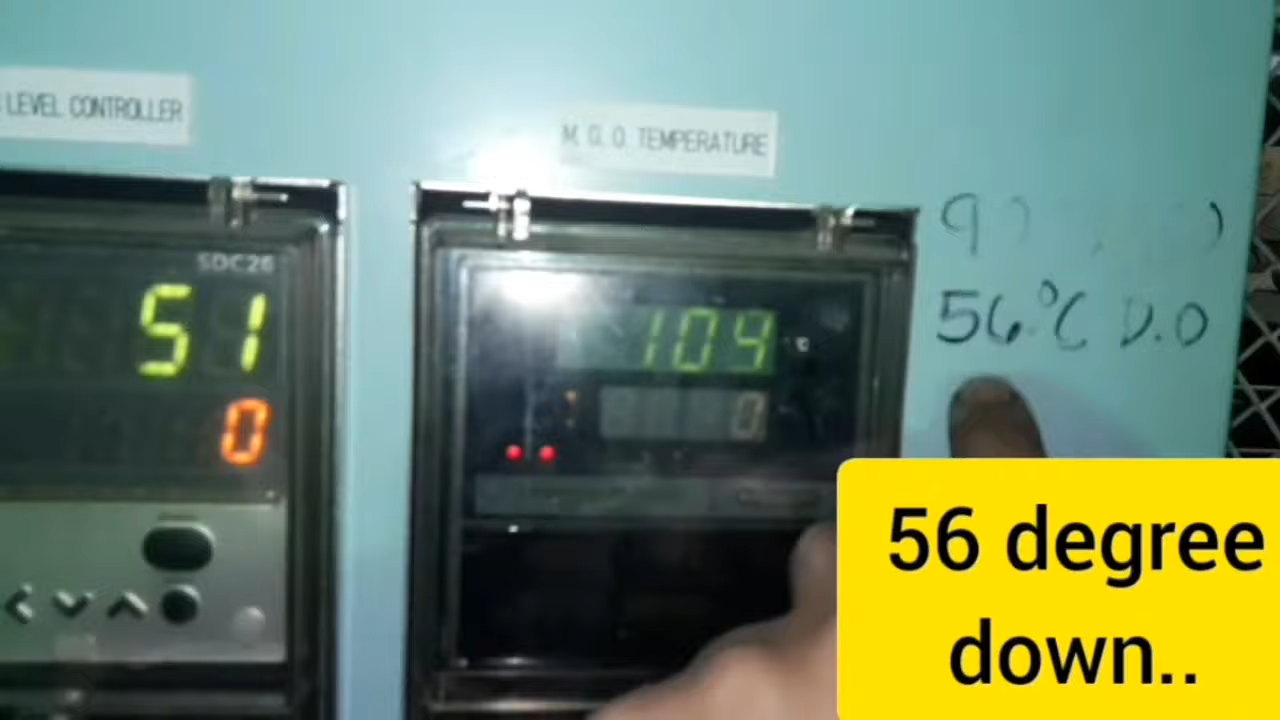 LEVEL CONTROLLER
M. G. O. TEMPERATURE
SDC26
51
0
104 °C
0
56°C D.O
56 degree
down..